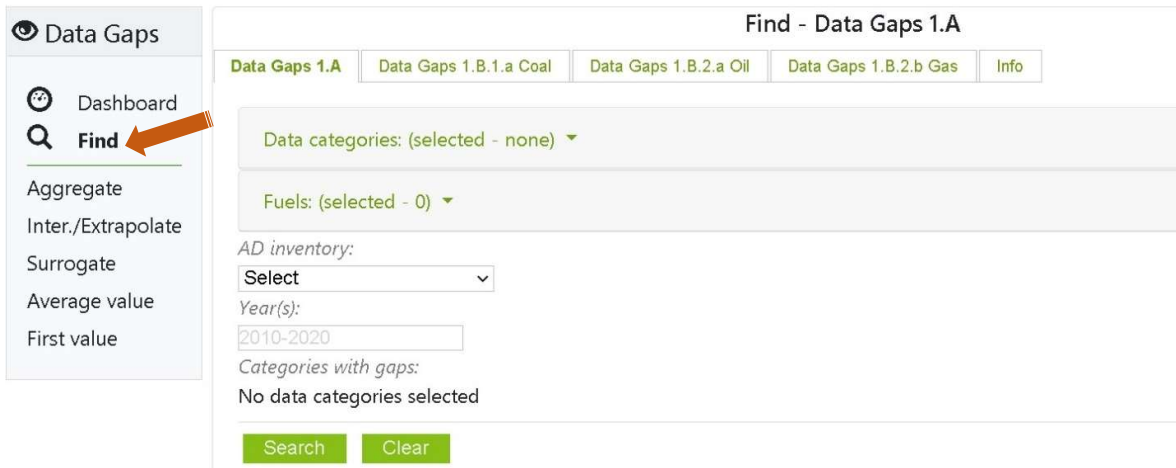 Data Gaps
Dashboard
Find
Aggregate
Inter./Extrapolate
Surrogate
Average value
First value
Find - Data Gaps 1.A
Data Gaps 1.A Data Gaps 1.B.1.a Coal Data Gaps 1.B.2.a Oil Data Gaps 1.B.2.b Gas Info
Data categories: (selected - none)
Fuels: (selected - 0)
AD inventory:
Select
Year(s):
2010-2020
Categories with gaps:
No data categories selected
Search Clear